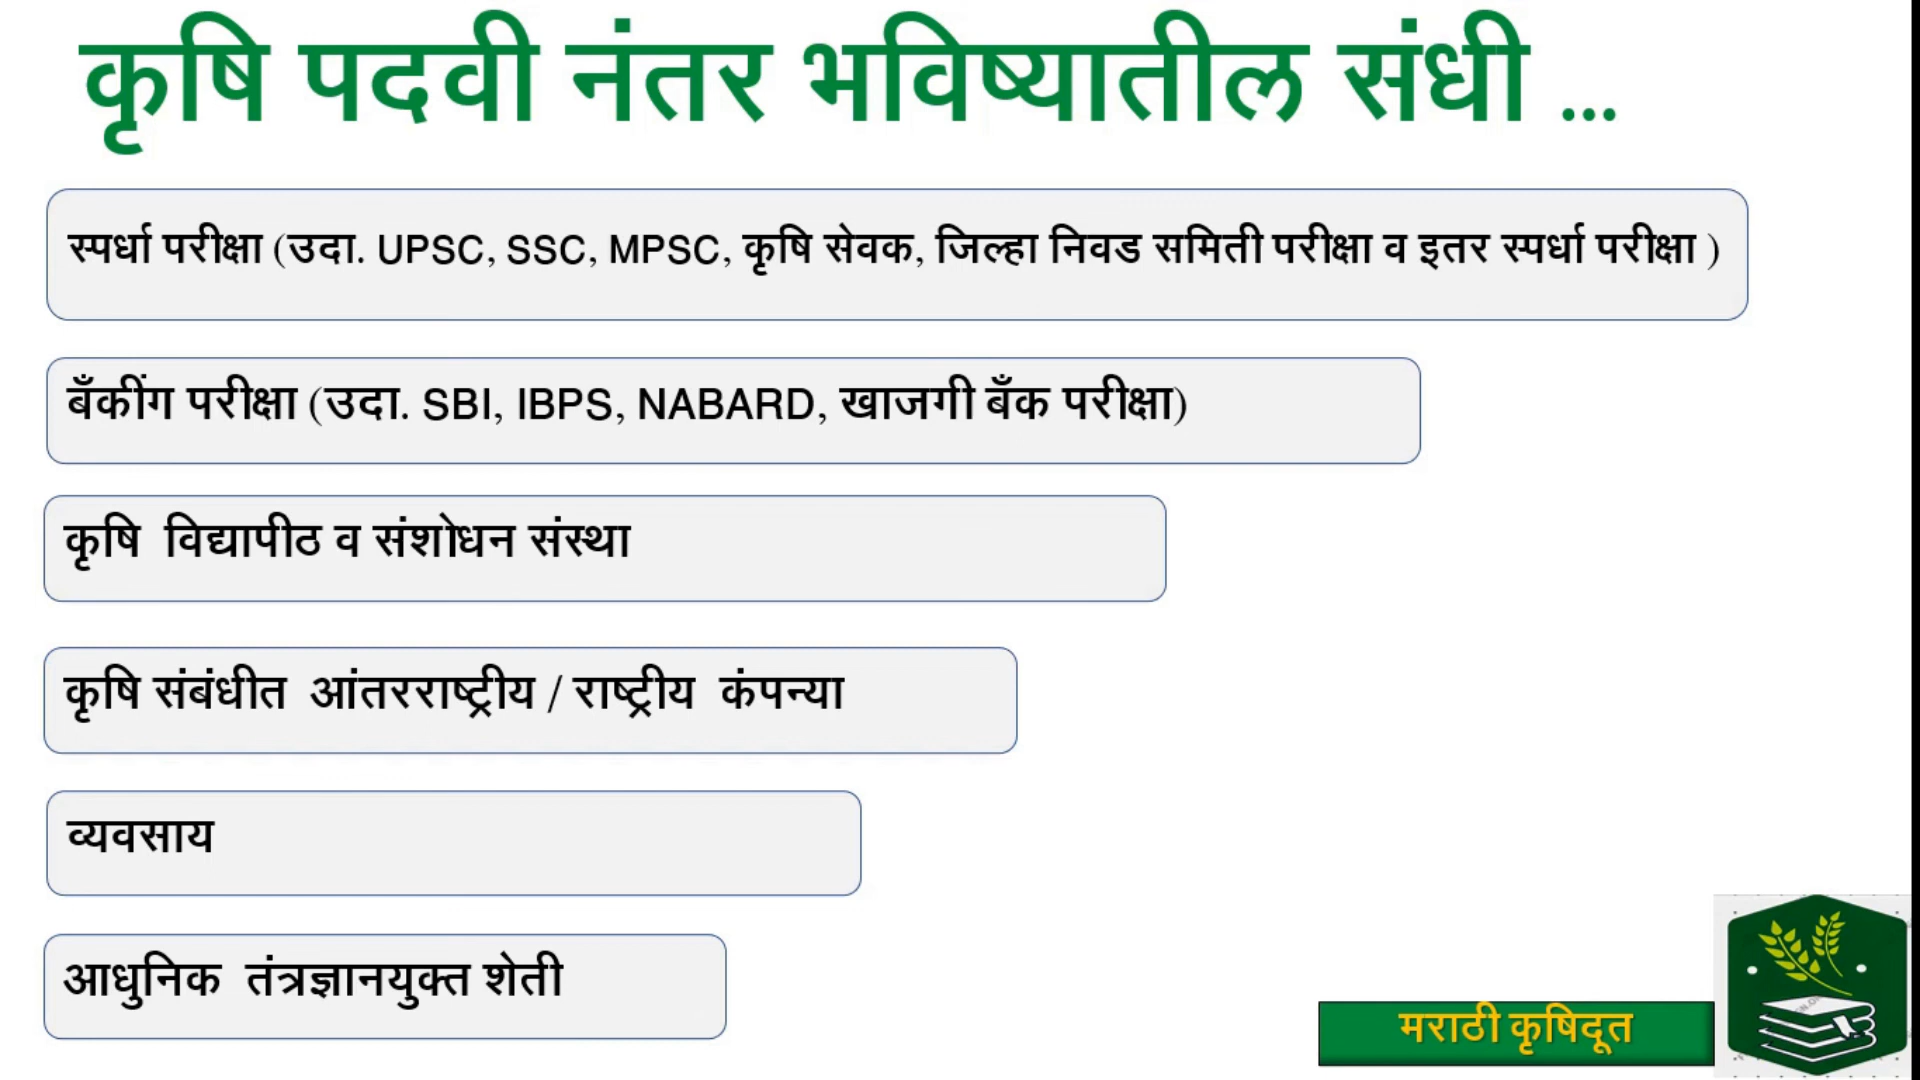 कृषि पदवी नंतर भविष्यातील संधी ...
स्पर्धा परीक्षा (उदा. UPSC, SSC, MPSC, कृषि सेवक, जिल्हा निवड समिती परीक्षा व इतर स्पर्धा परीक्षा )
बँकींग परीक्षा (उदा. SBI, IBPS, NABARD, खाजगी बँक परीक्षा)
कृषि विद्यापीठ व संशोधन संस्था
कृषि संबंधीत आंतरराष्ट्रीय / राष्ट्रीय कंपन्या
व्यवसाय
आधुनिक तंत्रज्ञानयुक्त शेती
मराठी कृषिदूत